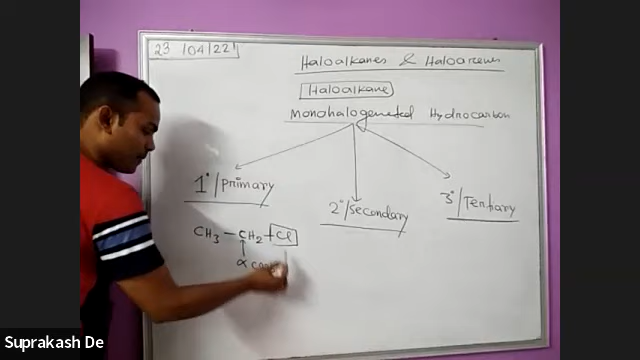 23 /04/22
Haloalkanes & Haloarenes
Haloalkane
Monohalogenated Hydrocarbon
1°/Primary
2°/Secondary
3°/Tertiary
CH3 — CH2 + Cl
α
Suprakash De